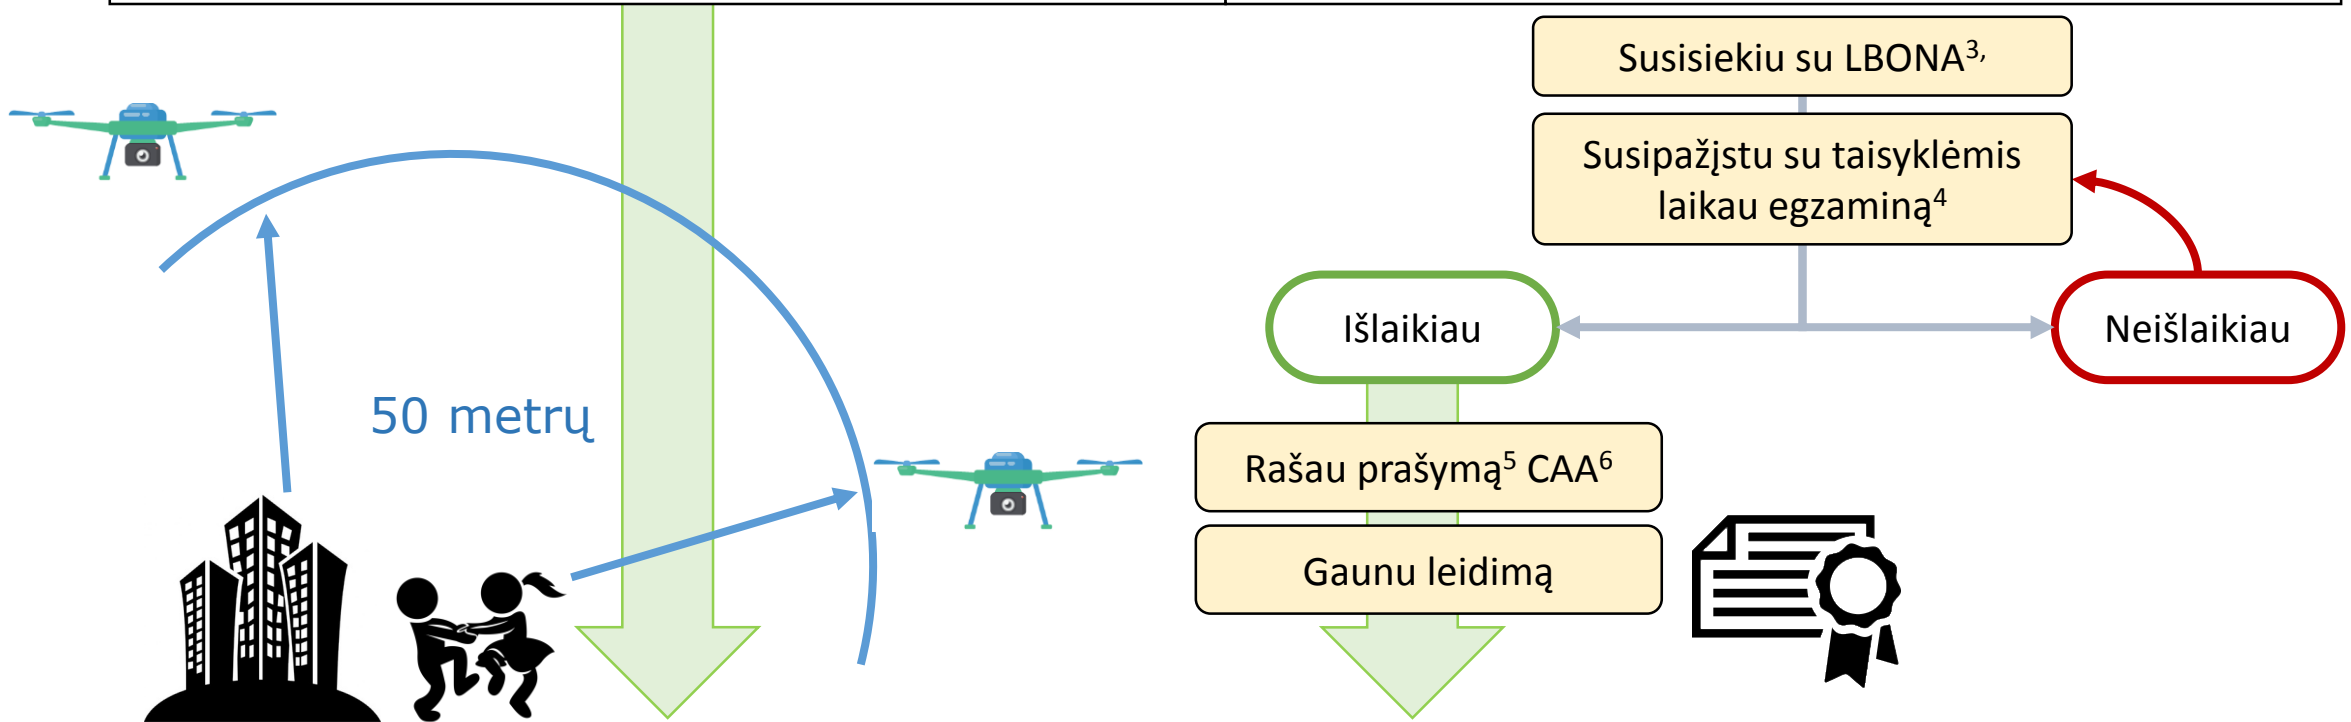 Susisiekiu su LBONA³,
Susipažįstu su taisyklėmis
laikau egzaminą⁴
Išlaikiau
Neišlaikiau
50 metrų
Rašau prašymą⁵ CAA⁶
Gaunu leidimą